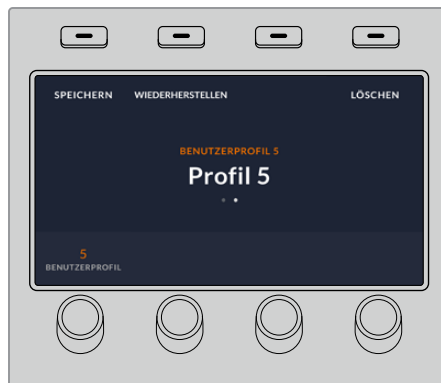 SPEICHERN WIEDERHERSTELLEN LÖSCHEN
BENUTZERPROFIL 5
Profil 5
5
BENUTZERPROFIL